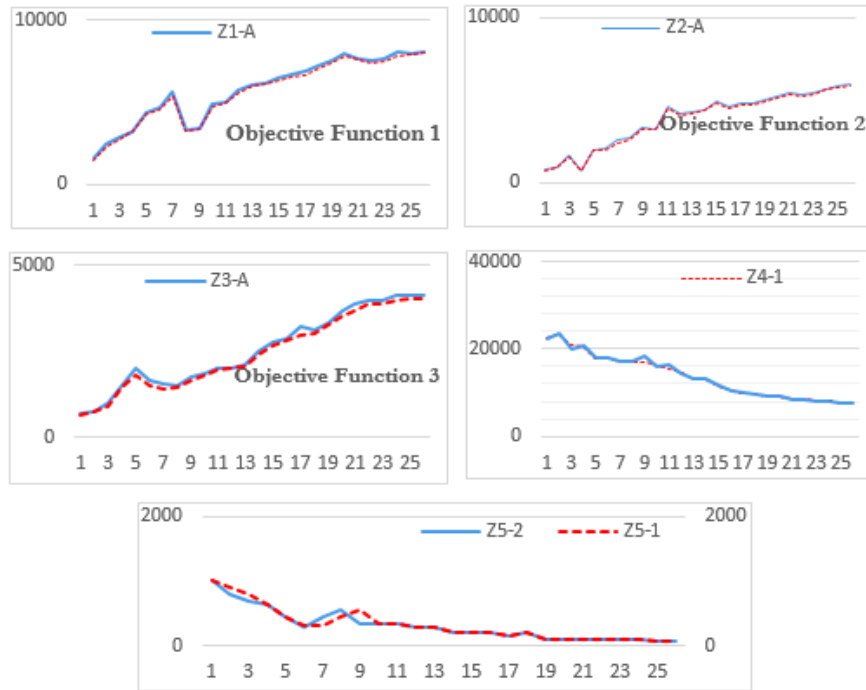 10000
Z1-A
Objective Function 1
0
1 3 5 7 9 11 13 15 17 19 21 23 25
10000
Z2-A
Objective Function 2
0
1 3 5 7 9 11 13 15 17 19 21 23 25
5000
Z3-A
Objective Function 3
0
1 3 5 7 9 11 13 15 17 19 21 23 25
40000
Z4-1
20000
0
1 3 5 7 9 11 13 15 17 19 21 23 25
2000 2000
Z5-2 Z5-1
0 0
1 3 5 7 9 11 13 15 17 19 21 23 25